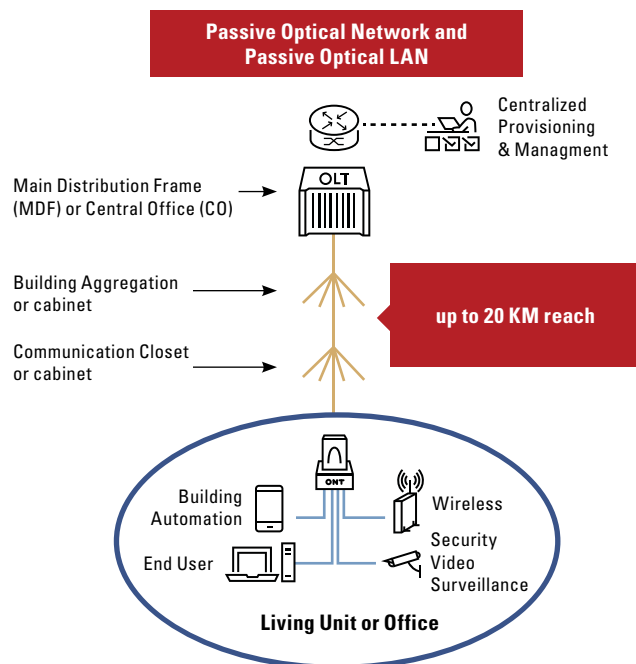 Passive Optical Network and
Passive Optical LAN
Centralized
Provisioning
& Managment
OLT
Main Distribution Frame
(MDF) or Central Office (CO)
Building Aggregation
or cabinet
up to 20 KM reach
Communication Closet
or cabinet
ONT
Building
Automation
Wireless
End User
Security
Video
Surveillance
Living Unit or Office